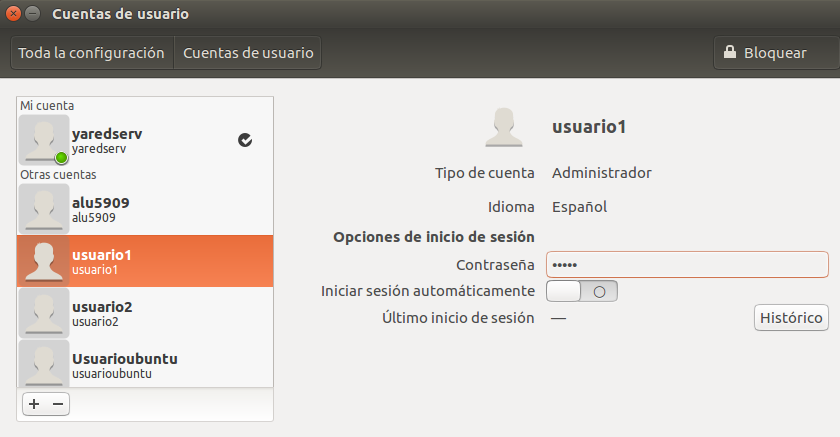 Cuentas de usuario
Toda la configuración Cuentas de usuario Bloquear
Mi cuenta
yaredserv
yaredserv
Otras cuentas
alu5909
alu5909
usuario1
usuario1
usuario2
usuario2
Usuarioubuntu
usuarioubuntu
+ −
usuario1
Tipo de cuenta Administrador
Idioma Español
Opciones de inicio de sesión
Contraseña •••••
Iniciar sesión automáticamente
Último inicio de sesión — Histórico